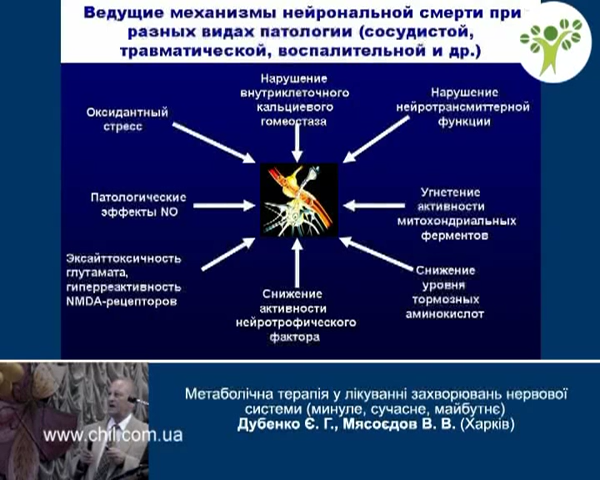 Ведущие механизмы нейрональной смерти при
разных видах патологии (сосудистой,
травматической, воспалительной и др.)
Оксидантный
стресс
Нарушение
внутриклеточного
кальциевого
гомеостаза
Нарушение
нейротрансмиттерной
функции
Патологические
эффекты NO
Угнетение
активности
митохондриальных
ферментов
Эксайттоксичность
глутамата,
гиперреактивность
NMDA-рецепторов
Снижение
активности
нейротрофического
фактора
Снижение
уровня
тормозных
аминокислот
www.chil.com.ua
Метаболічна терапія у лікуванні захворювань нервової
системи (минуле, сучасне, майбутнє)
Дубенко Є. Г., Мясоєдов В. В. (Харків)